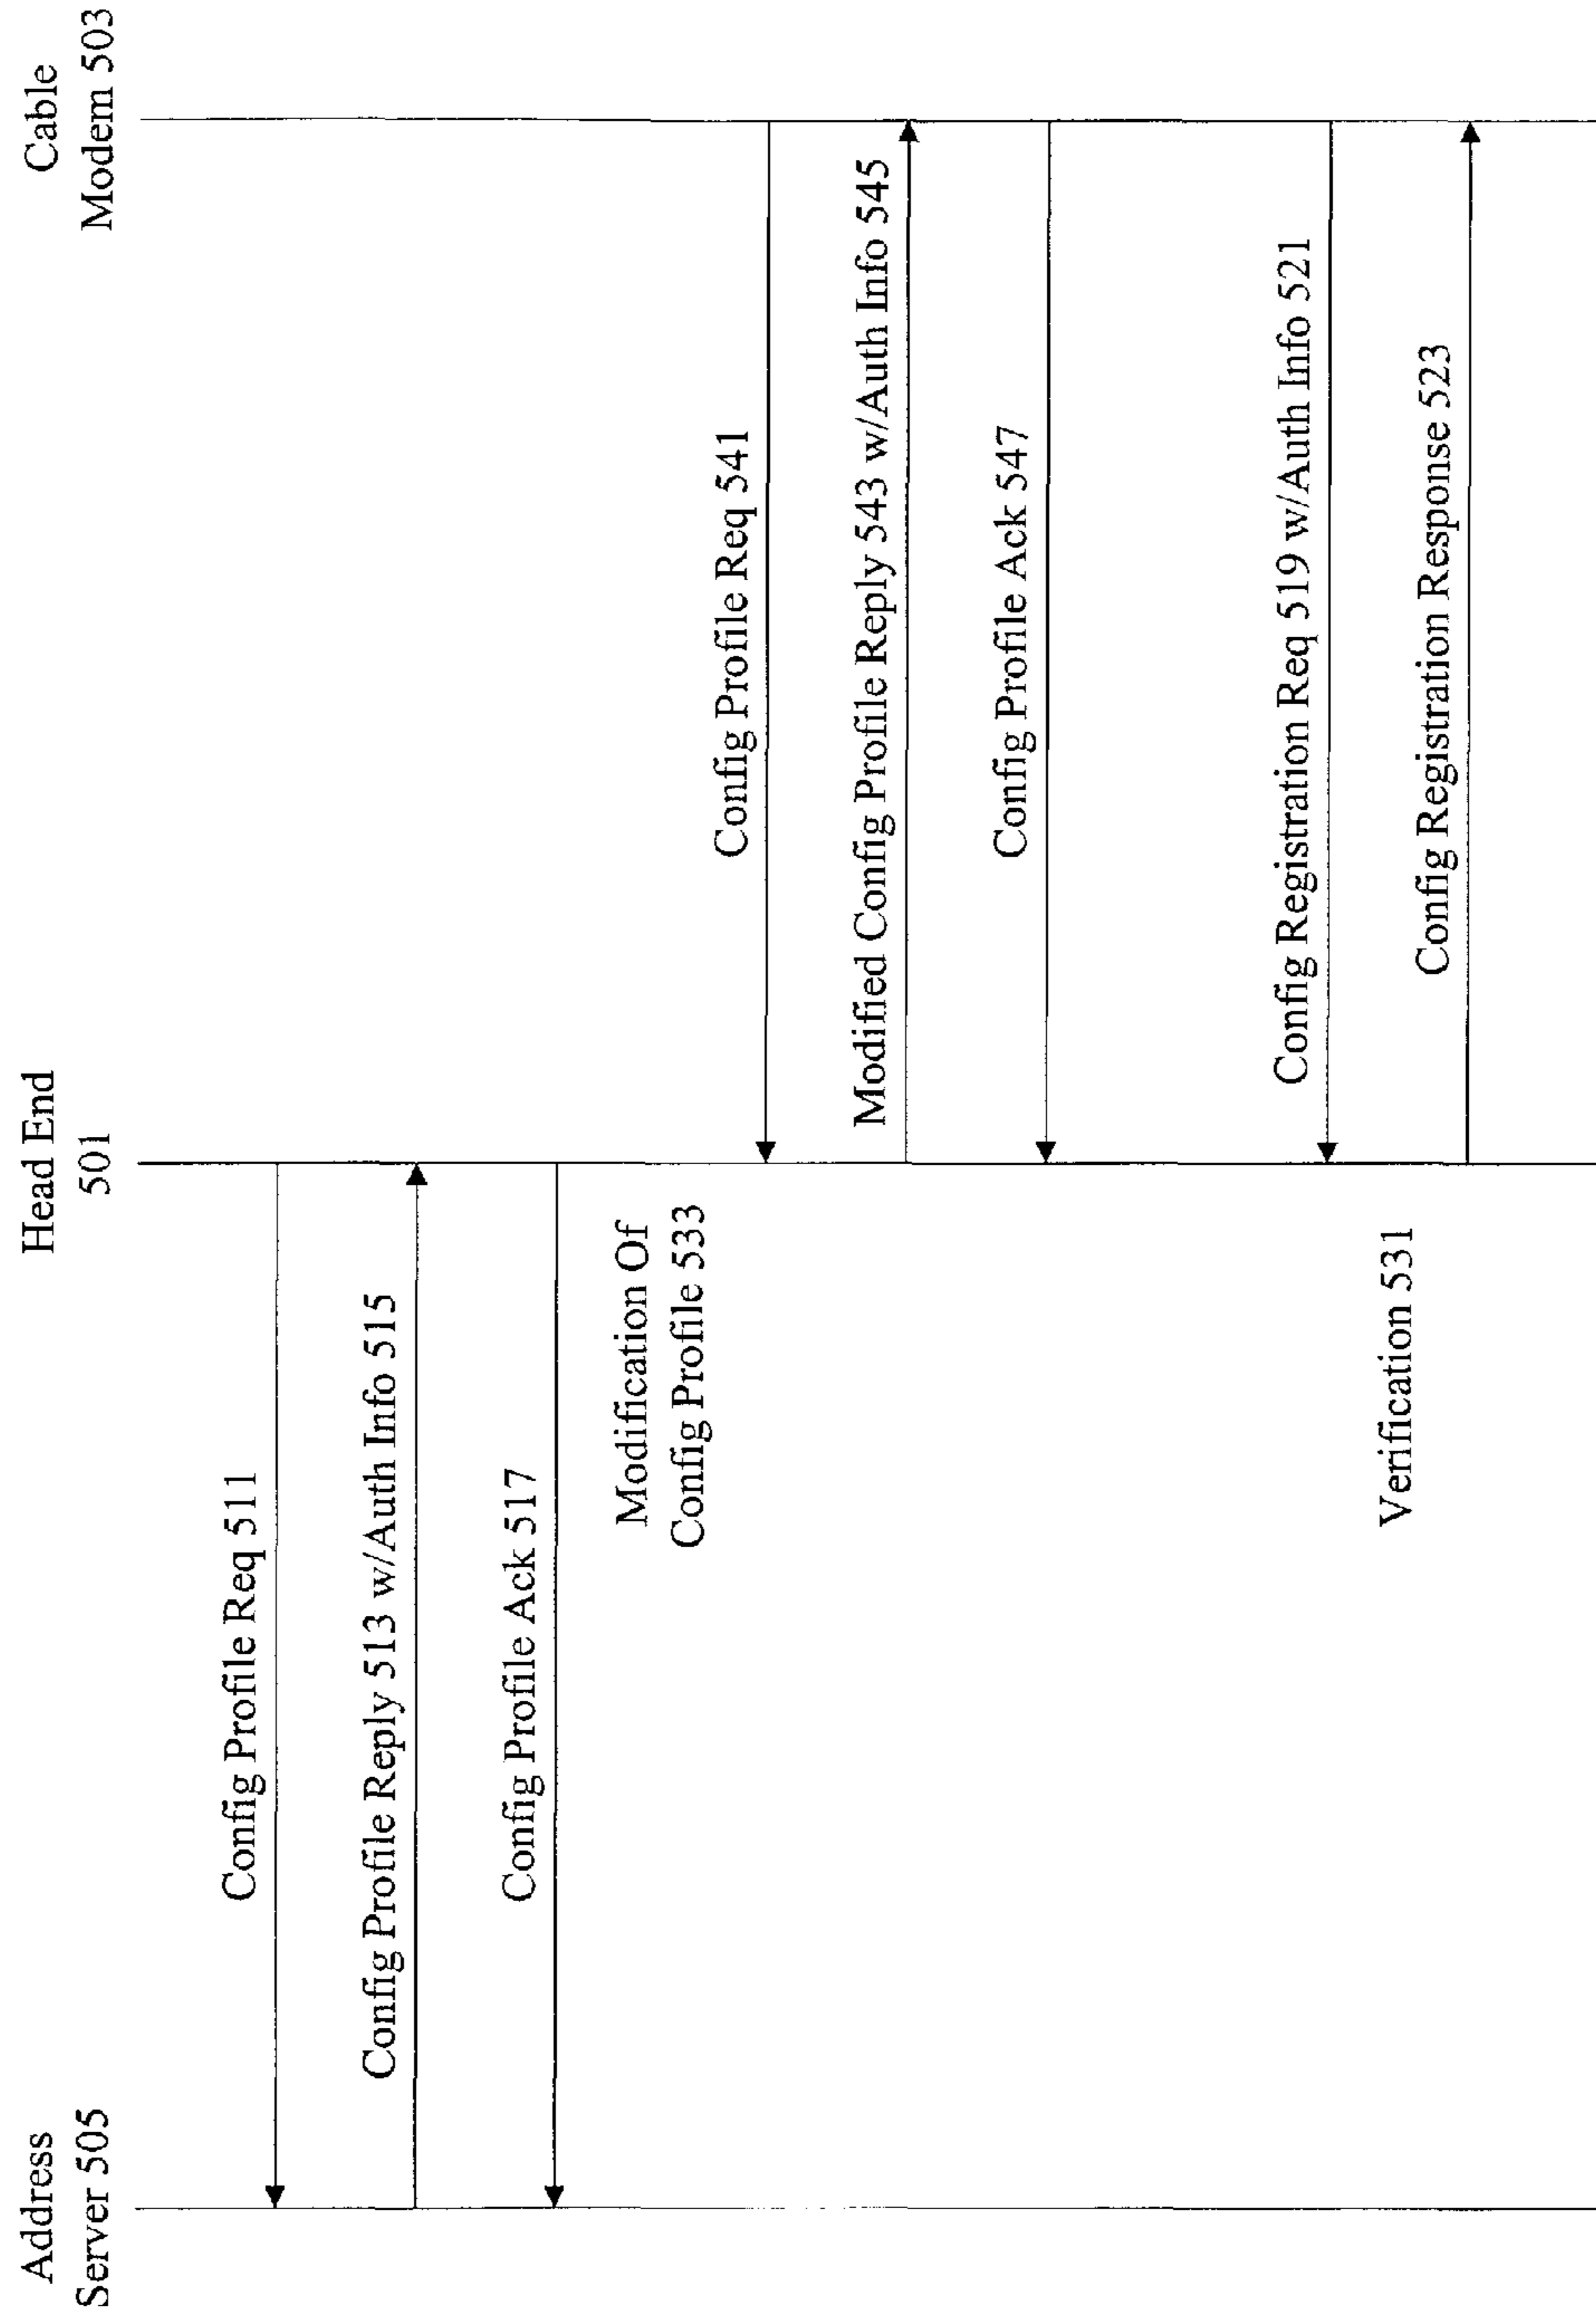 Address
Server 505
Head End
501
Cable
Modem 503
Config Profile Req 511
Config Profile Reply 513 w/Auth Info 515
Config Profile Ack 517
Modification Of
Config Profile 533
Config Profile Req 541
Modified Config Profile Reply 543 w/Auth Info 545
Config Profile Ack 547
Config Registration Req 519 w/Auth Info 521
Verification 531
Config Registration Response 523